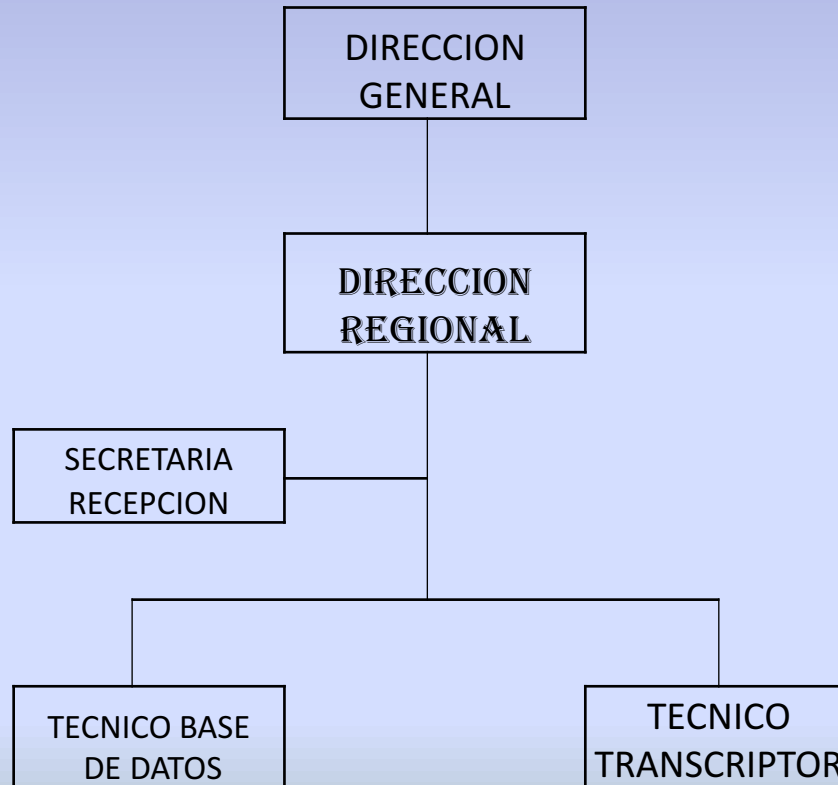 DIRECCION
GENERAL
DIRECCION
REGIONAL
SECRETARIA
RECEPCION
TECNICO BASE
DE DATOS
TECNICO
TRANSCRIPTOR